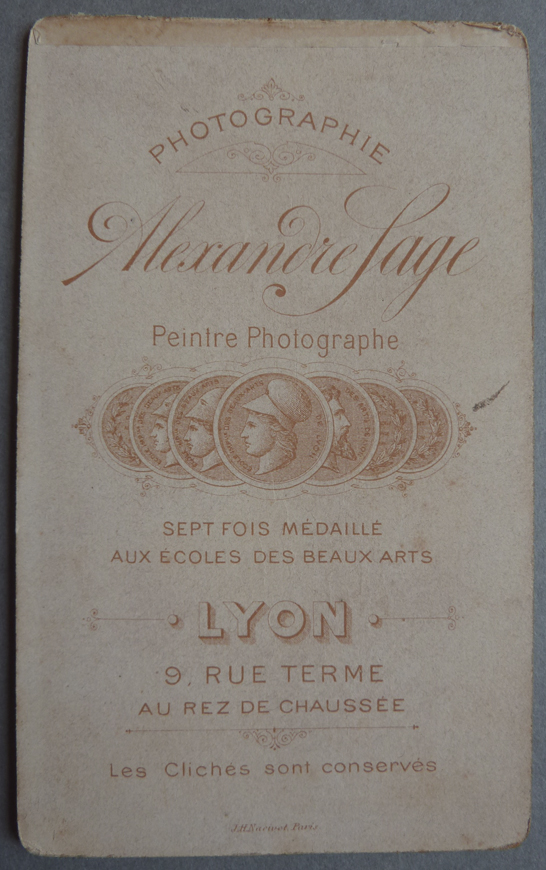 PHOTOGRAPHIE
Alexandre Sage
Peintre Photographe
SEPT FOIS MÉDAILLÉ
AUX ÉCOLES DES BEAUX ARTS
LYON
9, RUE TERME
AU REZ DE CHAUSSÉE
Les Clichés sont conservés
Paris